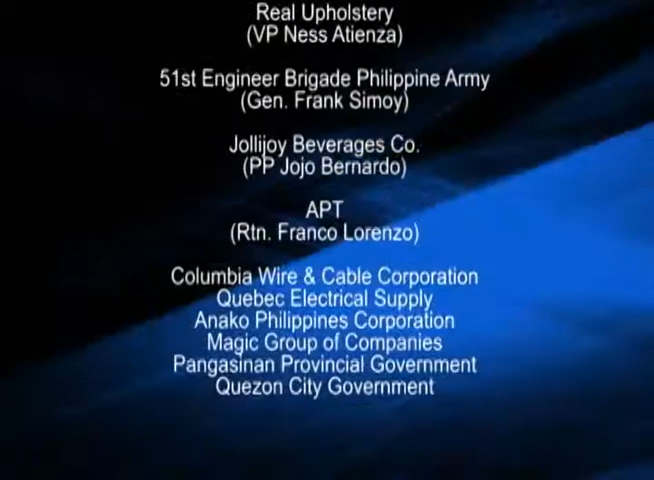 Real Upholstery
(VP Ness Atienza)
51st Engineer Brigade Philippine Army
(Gen. Frank Simoy)
Jollijoy Beverages Co.
(PP Jojo Bernardo)
APT
(Rtn. Franco Lorenzo)
Columbia Wire & Cable Corporation
Quebec Electrical Supply
Anako Philippines Corporation
Magic Group of Companies
Pangasinan Provincial Government
Quezon City Government